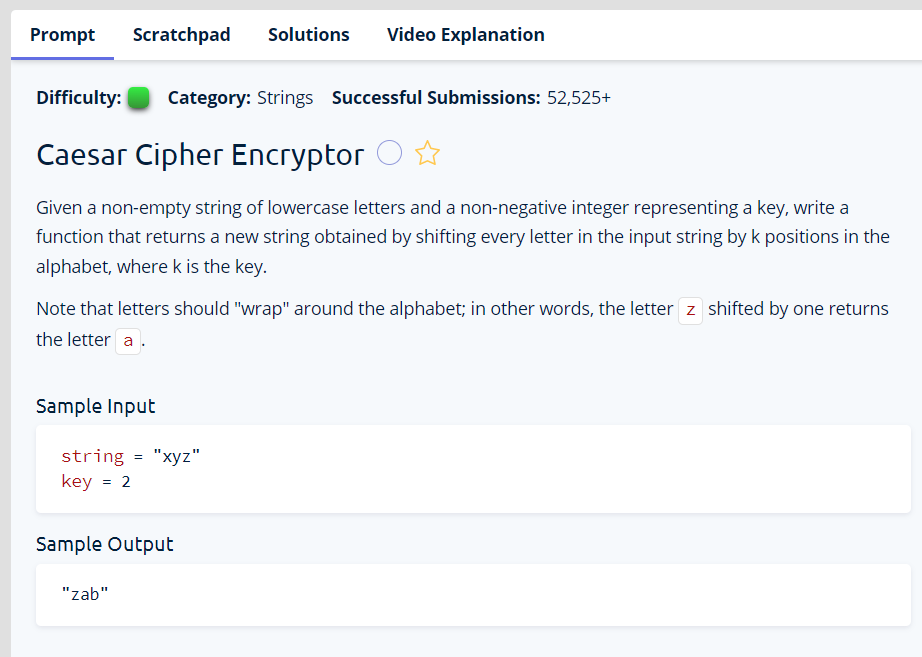 Prompt Scratchpad Solutions Video Explanation
Difficulty: Category: Strings Successful Submissions: 52,525+
Caesar Cipher Encryptor
Given a non-empty string of lowercase letters and a non-negative integer representing a key, write a
function that returns a new string obtained by shifting every letter in the input string by k positions in the
alphabet, where k is the key.
Note that letters should "wrap" around the alphabet; in other words, the letter z shifted by one returns
the letter a.
Sample Input
string = "xyz"
key = 2
Sample Output
"zab"